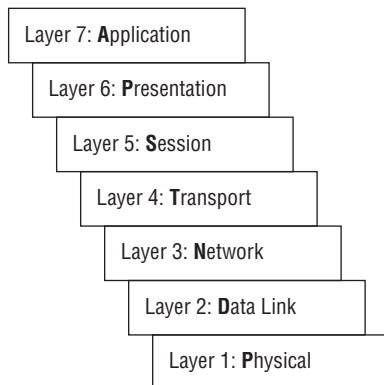 Layer 7: Application
Layer 6: Presentation
Layer 5: Session
Layer 4: Transport
Layer 3: Network
Layer 2: Data Link
Layer 1: Physical